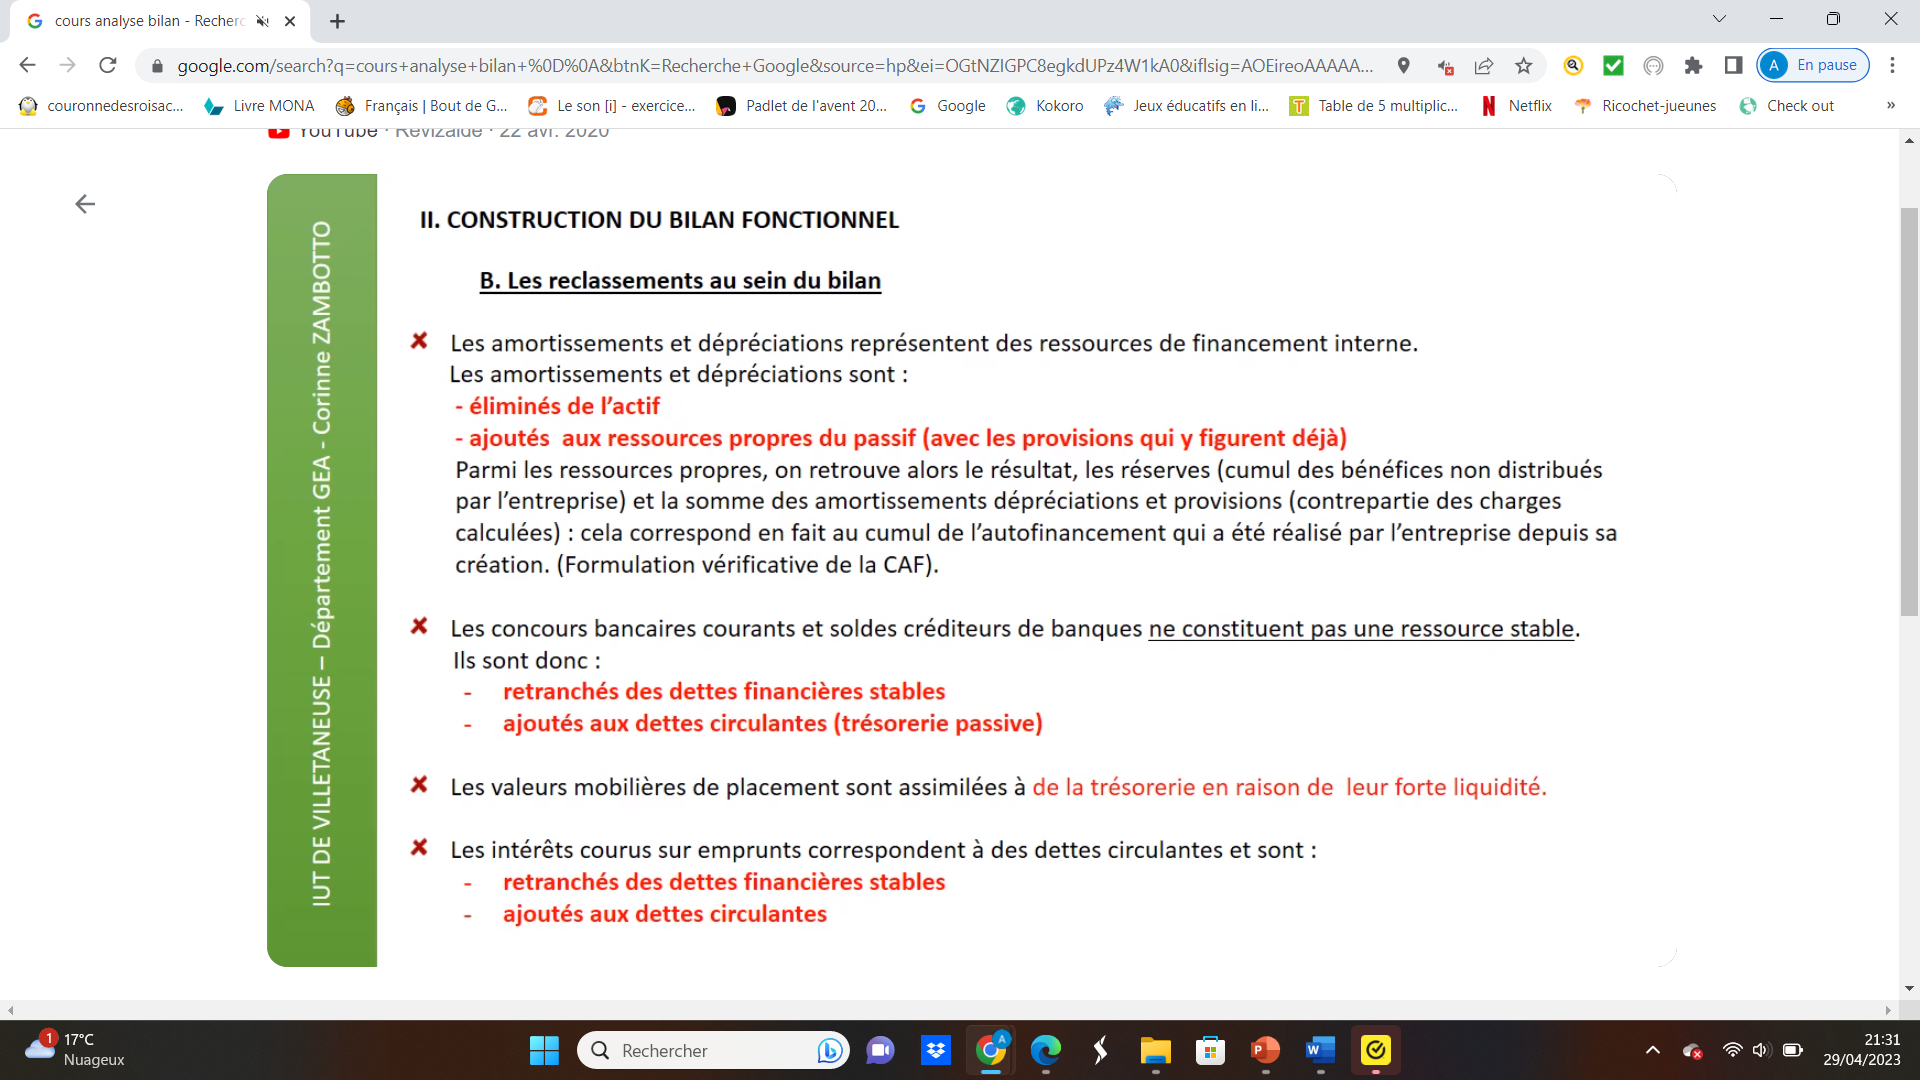 cours analyse bilan - Recherc
google.com/search?q=cours+analyse+bilan+%0D%0A&btnK=Recherche+Google&source=hp&ei=OGtNZIGPC8egkdUPz4W1kA0&iflsig=AOEireoAAAAA...
A En pause
couronnedesroisac...
Livre MONA
Français | Bout de G...
Le son [i] - exercice...
Padlet de l'avent 20...
Google
Kokoro
Jeux éducatifs en li...
Table de 5 multiplic...
Netflix
Ricochet-jueunes
Check out
»
YouTube · Revizaide · 22 avr. 2020
IUT DE VILLETANEUSE – Département GEA - Corinne ZAMBOTTO
II. CONSTRUCTION DU BILAN FONCTIONNEL
B. Les reclassements au sein du bilan
Les amortissements et dépréciations représentent des ressources de financement interne.
Les amortissements et dépréciations sont :
- éliminés de l’actif
- ajoutés aux ressources propres du passif (avec les provisions qui y figurent déjà)
Parmi les ressources propres, on retrouve alors le résultat, les réserves (cumul des bénéfices non distribués
par l’entreprise) et la somme des amortissements dépréciations et provisions (contrepartie des charges
calculées) : cela correspond en fait au cumul de l’autofinancement qui a été réalisé par l’entreprise depuis sa
création. (Formulation vérificative de la CAF).
Les concours bancaires courants et soldes créditeurs de banques ne constituent pas une ressource stable.
Ils sont donc :
- retranchés des dettes financières stables
- ajoutés aux dettes circulantes (trésorerie passive)
Les valeurs mobilières de placement sont assimilées à de la trésorerie en raison de leur forte liquidité.
Les intérêts courus sur emprunts correspondent à des dettes circulantes et sont :
- retranchés des dettes financières stables
- ajoutés aux dettes circulantes
1
17°C
Nuageux
Rechercher
21:31
29/04/2023